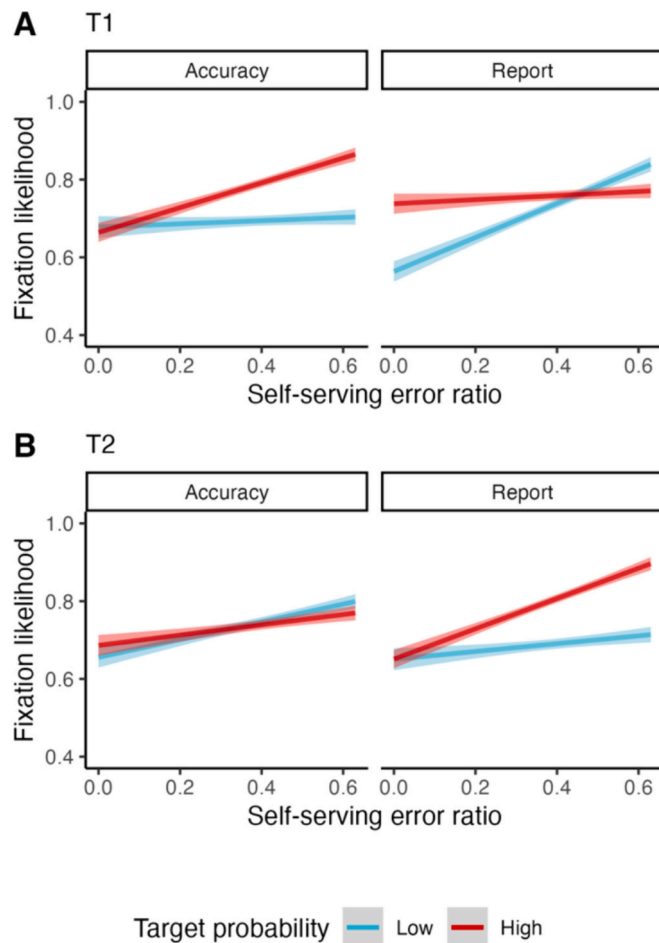 A T1
Accuracy Report
1.0
0.8
0.6
0.4
Fixation likelihood
0.0 0.2 0.4 0.6 0.0 0.2 0.4 0.6
Self-serving error ratio
B T2
Accuracy Report
1.0
0.8
0.6
0.4
Fixation likelihood
0.0 0.2 0.4 0.6 0.0 0.2 0.4 0.6
Self-serving error ratio
Target probability Low High